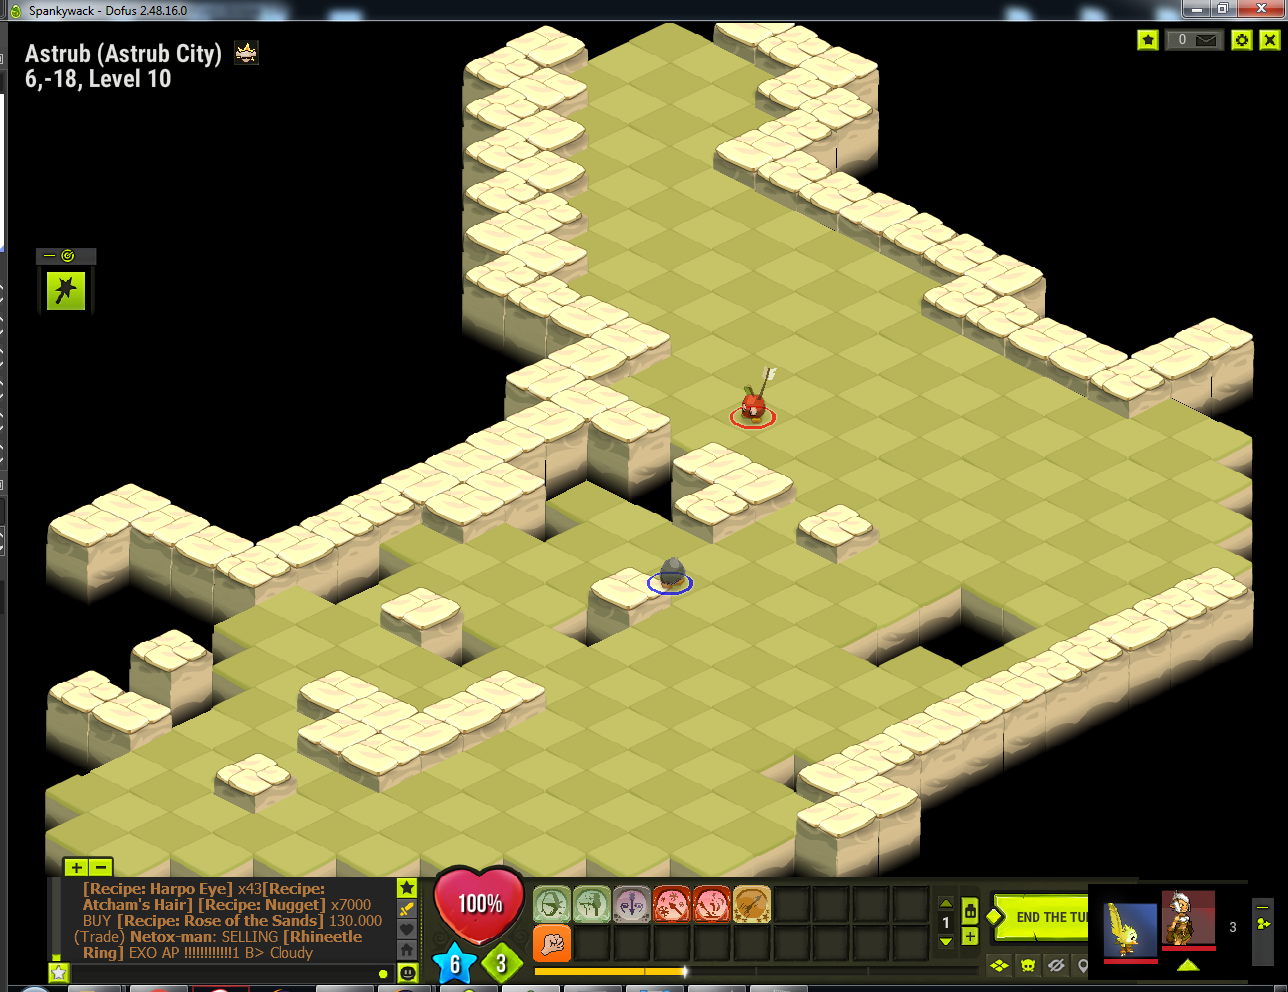 Spankywack - Dofus 2.48.16.0
Astrub (Astrub City)
6,-18, Level 10
0
[Recipe: Harpo Eye] x43[Recipe:
Atcham's Hair] [Recipe: Nugget] x7000
BUY [Recipe: Rose of the Sands] 130.000
(Trade) Netox-man: SELLING [Rhineetle
Ring] EXO AP !!!!!!!!!!!!1 B> Cloudy
100%
6
3
1
END THE TU
3